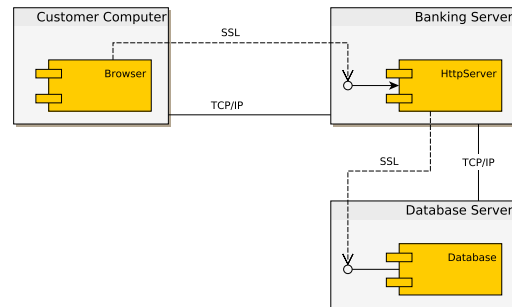 Customer Computer
Banking Server
SSL
Browser
HttpServer
TCP/IP
SSL
TCP/IP
Database Server
Database